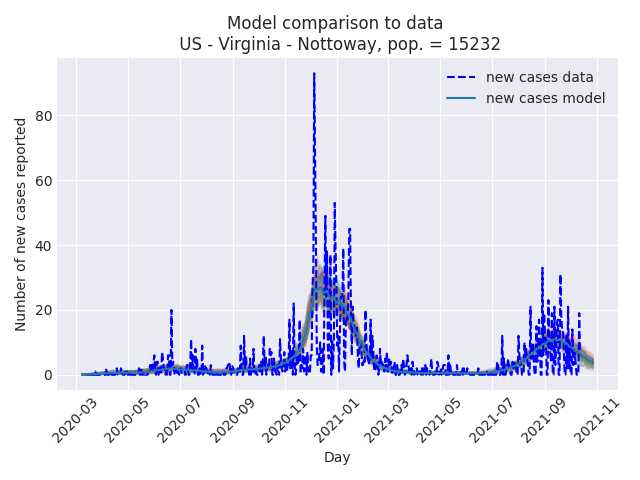 Model comparison to data
US - Virginia - Nottoway, pop. = 15232
new cases data
new cases model
Number of new cases reported
80
60
40
20
0
2020-03
2020-05
2020-07
2020-09
2020-11
2021-01
2021-03
2021-05
2021-07
2021-09
2021-11
Day